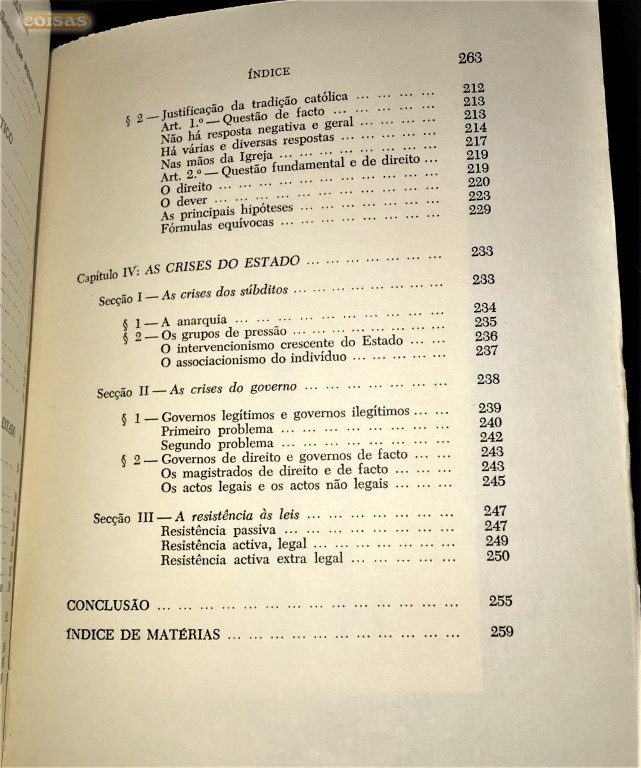 coisas
263
ÍNDICE
§ 2 — Justificação da tradição católica ... ... ... ... 212
Art. 1.º — Questão de facto ... ... ... ... 213
Não há resposta negativa e geral ... ... ... ... 213
Há várias e diversas respostas ... ... ... ... 214
Nas mãos da Igreja ... ... ... ... ... ... 217
Art. 2.º — Questão fundamental e de direito ... 219
O direito ... ... ... ... ... ... ... ... 219
O dever ... ... ... ... ... ... ... ... 220
As principais hipóteses ... ... ... ... ... ... 223
Fórmulas equívocas ... ... ... ... ... ... 229
Capítulo IV: AS CRISES DO ESTADO ... ... ... ... ... 233
Secção I — As crises dos súbditos ... ... ... ... ... ... 233
§ 1 — A anarquia ... ... ... ... ... ... ... ... 234
§ 2 — Os grupos de pressão ... ... ... ... ... ... 235
O intervencionismo crescente do Estado ... ... 236
O associacionismo do indivíduo ... ... ... ... 237
Secção II — As crises do governo ... ... ... ... ... ... 238
§ 1 — Governos legítimos e governos ilegítimos ... ... 239
Primeiro problema ... ... ... ... ... ... 240
Segundo problema ... ... ... ... ... ... 242
§ 2 — Governos de direito e governos de facto ... ... 243
Os magistrados de direito e de facto ... ... ... 243
Os actos legais e os actos não legais ... ... ... 245
Secção III — A resistência às leis ... ... ... ... ... ... 247
Resistência passiva ... ... ... ... ... ... 247
Resistência activa, legal ... ... ... ... ... ... 249
Resistência activa extra legal ... ... ... ... 250
CONCLUSÃO ... ... ... ... ... ... ... ... ... ... ... ... 255
ÍNDICE DE MATÉRIAS ... ... ... ... ... ... ... ... ... 259